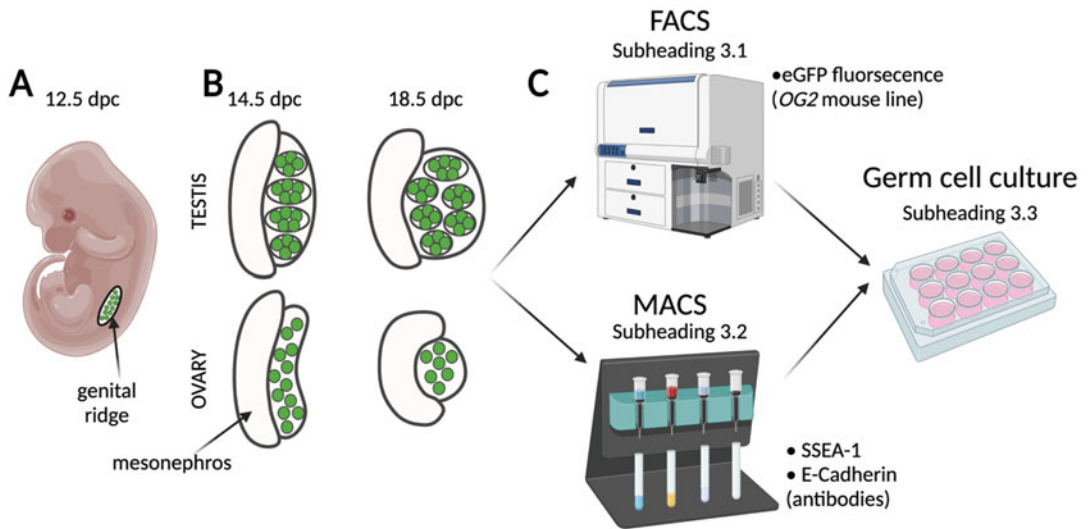 A
12.5 dpc
genital
ridge
B
14.5 dpc
18.5 dpc
TESTIS
OVARY
mesonephros
C
FACS
Subheading 3.1
●eGFP fluorsecence
(OG2 mouse line)
MACS
Subheading 3.2
● SSEA-1
● E-Cadherin
(antibodies)
Germ cell culture
Subheading 3.3